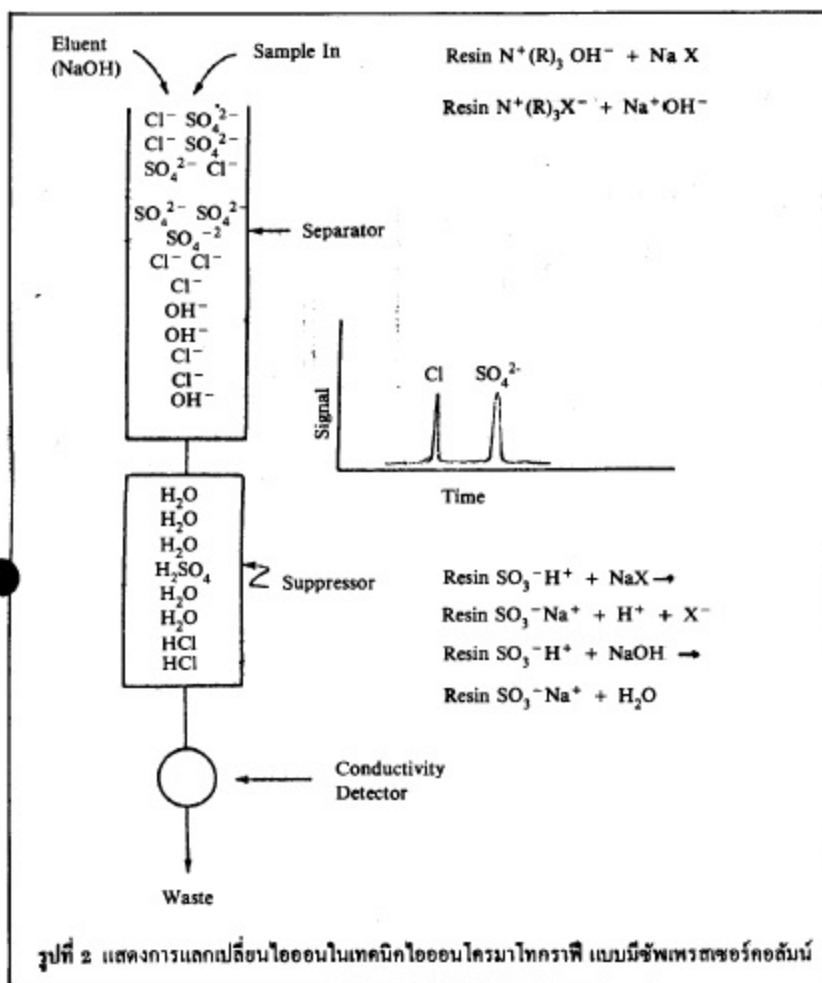 Eluent
(NaOH)
Sample In
Cl⁻ SO₄²⁻
Cl⁻ SO₄²⁻
SO₄²⁻ Cl⁻
SO₄²⁻ SO₄²⁻
SO₄⁻²
Cl⁻ Cl⁻
Cl⁻
OH⁻
OH⁻
Cl⁻
Cl⁻
OH⁻
Separator
Resin N⁺(R)₃ OH⁻ + Na X
Resin N⁺(R)₃X⁻ + Na⁺OH⁻
Signal
Cl SO₄²⁻
Time
H₂O
H₂O
H₂O
H₂SO₄
H₂O
H₂O
HCl
HCl
Suppressor
Resin SO₃⁻H⁺ + NaX →
Resin SO₃⁻Na⁺ + H⁺ + X⁻
Resin SO₃⁻H⁺ + NaOH →
Resin SO₃⁻Na⁺ + H₂O
Conductivity
Detector
Waste
รูปที่ 2 แสดงการแลกเปลี่ยนไอออนในเทคนิคไอออนโครมาโทกราฟี แบบมีซัพเพรสเซอร์คอลัมน์